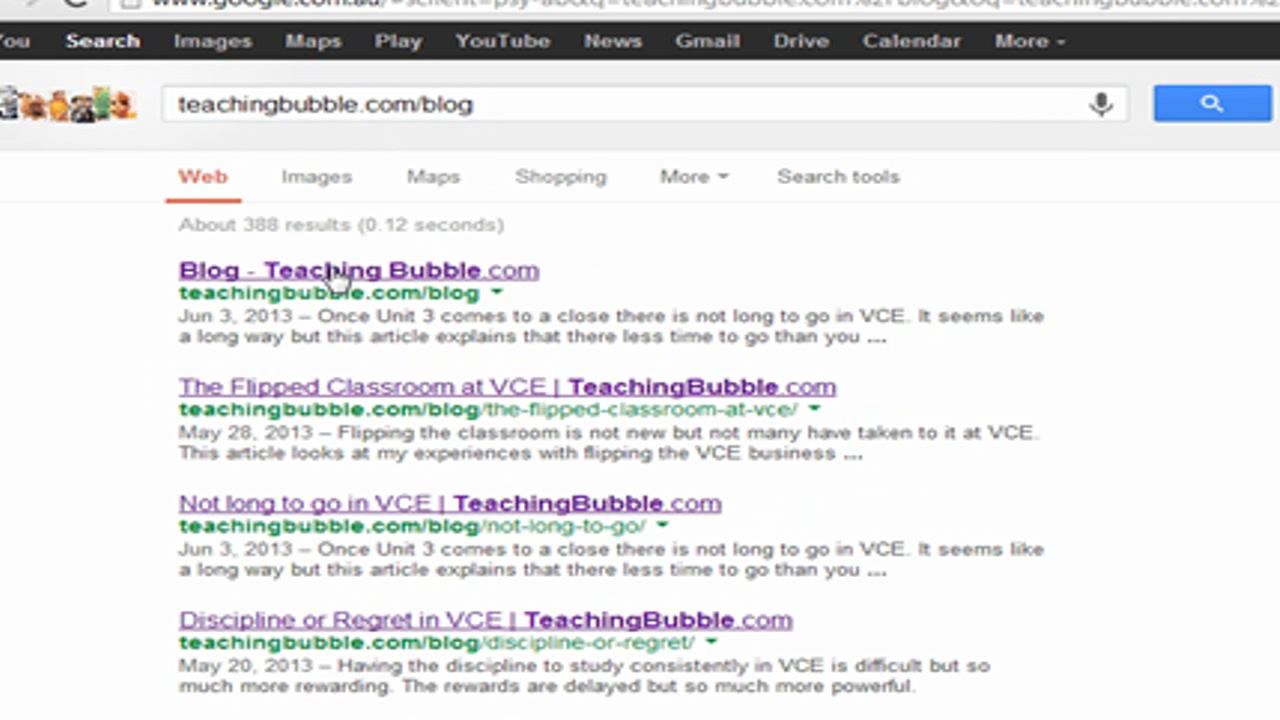 You Search Images Maps Play YouTube News Gmail Drive Calendar More
teachingbubble.com/blog
Web Images Maps Shopping More Search tools
About 388 results (0.12 seconds)
Blog - Teaching Bubble.com
teachingbubble.com/blog
Jun 3, 2013 – Once Unit 3 comes to a close there is not long to go in VCE. It seems like
a long way but this article explains that there less time to go than you ...
The Flipped Classroom at VCE | TeachingBubble.com
teachingbubble.com/blog/the-flipped-classroom-at-vce/
May 28, 2013 – Flipping the classroom is not new but not many have taken to it at VCE.
This article looks at my experiences with flipping the VCE business ...
Not long to go in VCE | TeachingBubble.com
teachingbubble.com/blog/not-long-to-go/
Jun 3, 2013 – Once Unit 3 comes to a close there is not long to go in VCE. It seems like
a long way but this article explains that there less time to go than you ...
Discipline or Regret in VCE | TeachingBubble.com
teachingbubble.com/blog/discipline-or-regret/
May 20, 2013 – Having the discipline to study consistently in VCE is difficult but so
much more rewarding. The rewards are delayed but so much more powerful.